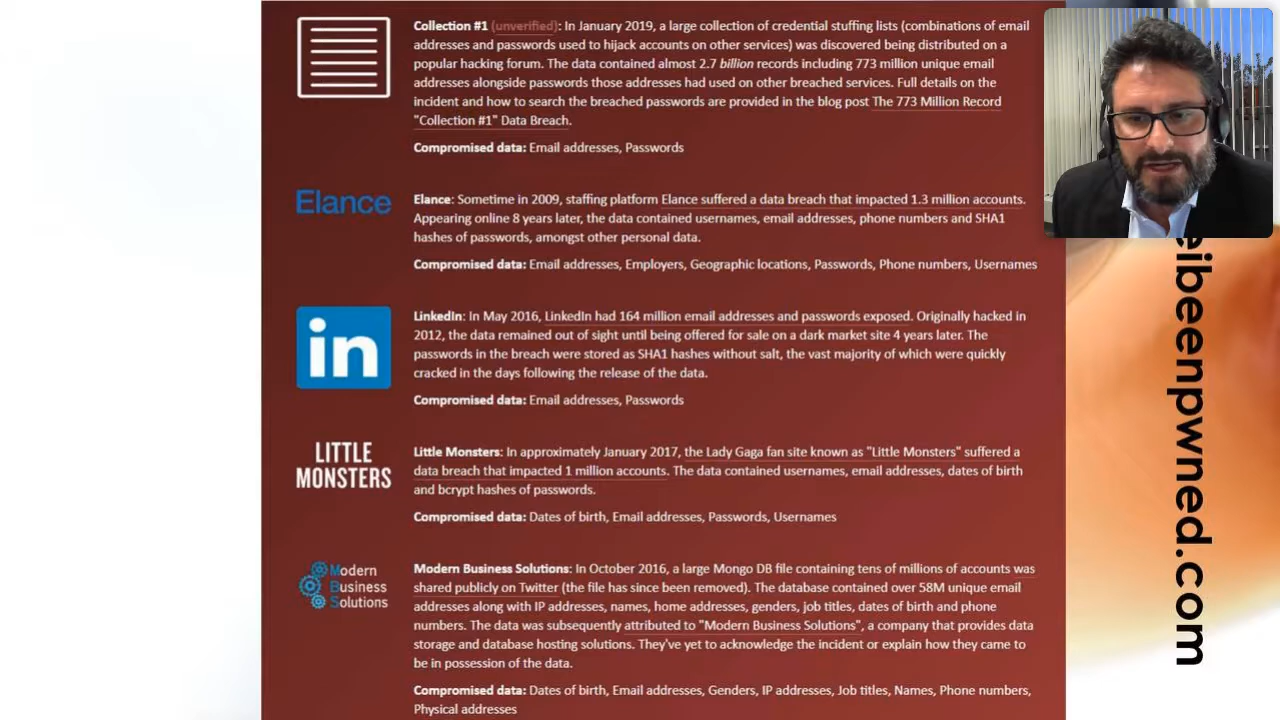 Collection #1 (unverified): In January 2019, a large collection of credential stuffing lists (combinations of email
addresses and passwords used to hijack accounts on other services) was discovered being distributed on a
popular hacking forum. The data contained almost 2.7 billion records including 773 million unique email
addresses alongside passwords those addresses had used on other breached services. Full details on the
incident and how to search the breached passwords are provided in the blog post The 773 Million Record
"Collection #1" Data Breach.
Compromised data: Email addresses, Passwords
Elance
Elance: Sometime in 2009, staffing platform Elance suffered a data breach that impacted 1.3 million accounts.
Appearing online 8 years later, the data contained usernames, email addresses, phone numbers and SHA1
hashes of passwords, amongst other personal data.
Compromised data: Email addresses, Employers, Geographic locations, Passwords, Phone numbers, Usernames
in
LinkedIn: In May 2016, LinkedIn had 164 million email addresses and passwords exposed. Originally hacked in
2012, the data remained out of sight until being offered for sale on a dark market site 4 years later. The
passwords in the breach were stored as SHA1 hashes without salt, the vast majority of which were quickly
cracked in the days following the release of the data.
Compromised data: Email addresses, Passwords
LITTLE
MONSTERS
Little Monsters: In approximately January 2017, the Lady Gaga fan site known as "Little Monsters" suffered a
data breach that impacted 1 million accounts. The data contained usernames, email addresses, dates of birth
and bcrypt hashes of passwords.
Compromised data: Dates of birth, Email addresses, Passwords, Usernames
Modern
Business
Solutions
Modern Business Solutions: In October 2016, a large Mongo DB file containing tens of millions of accounts was
shared publicly on Twitter (the file has since been removed). The database contained over 58M unique email
addresses along with IP addresses, names, home addresses, genders, job titles, dates of birth and phone
numbers. The data was subsequently attributed to "Modern Business Solutions", a company that provides data
storage and database hosting solutions. They've yet to acknowledge the incident or explain how they came to
be in possession of the data.
Compromised data: Dates of birth, Email addresses, Genders, IP addresses, Job titles, Names, Phone numbers,
Physical addresses
eibeenpwned.com